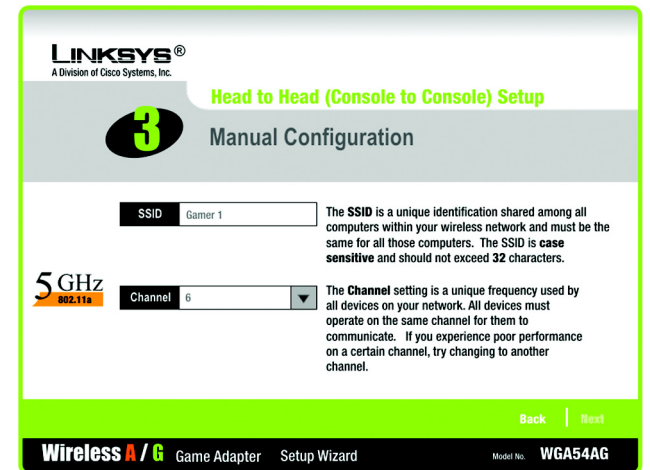 LINKSYS®
A Division of Cisco Systems, Inc.
Head to Head (Console to Console) Setup
3
Manual Configuration
SSID
Gamer 1
The SSID is a unique identification shared among all
computers within your wireless network and must be the
same for all those computers. The SSID is case
sensitive and should not exceed 32 characters.
5 GHz
802.11a
Channel
6
The Channel setting is a unique frequency used by
all devices on your network. All devices must
operate on the same channel for them to
communicate. If you experience poor performance
on a certain channel, try changing to another
channel.
Back
Next
Wireless A / G Game Adapter Setup Wizard
Model No. WGA54AG